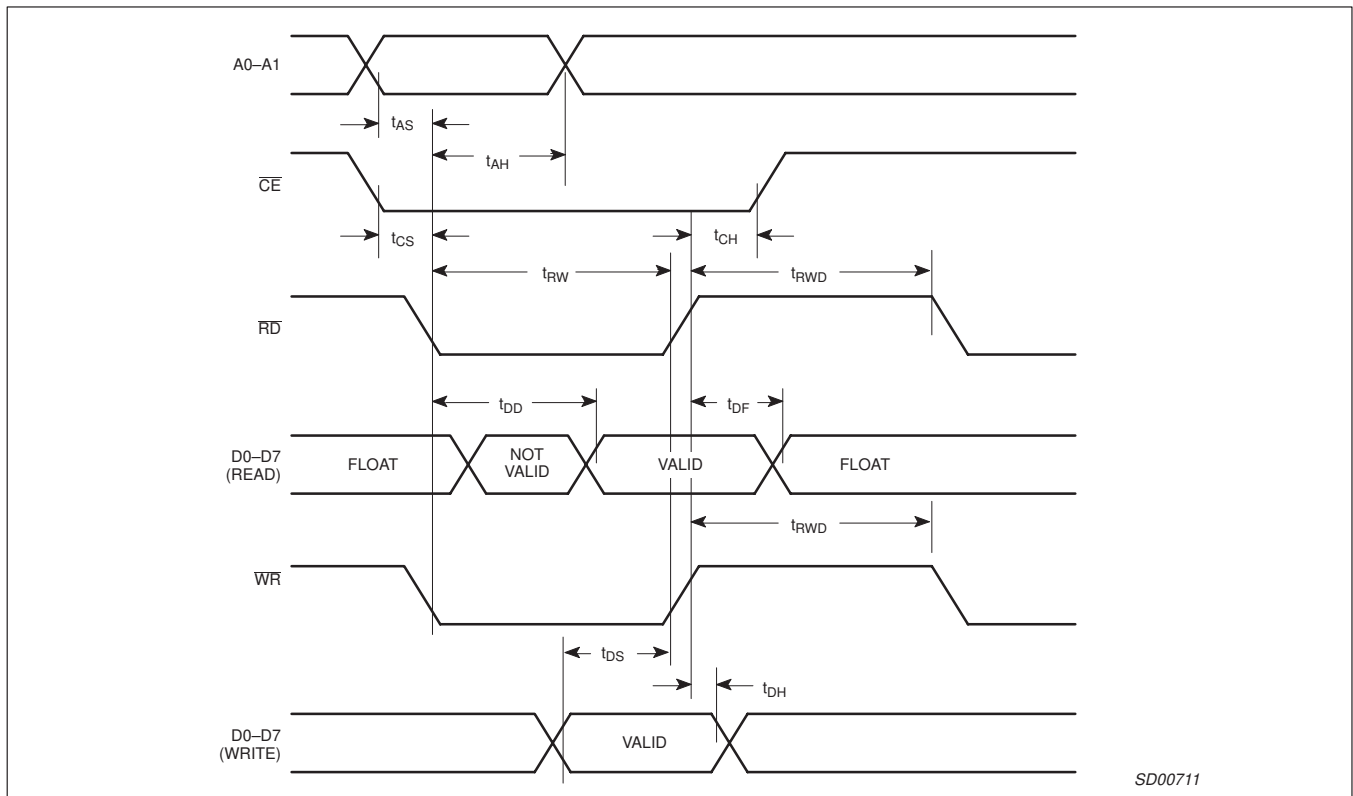 A0–A1
tAS
tAH
CE
tCS
tCH
tRW
tRWD
RD
tDD
tDF
D0–D7
(READ)
FLOAT
NOT
VALID
VALID
FLOAT
tRWD
WR
tDS
tDH
D0–D7
(WRITE)
VALID
SD00711